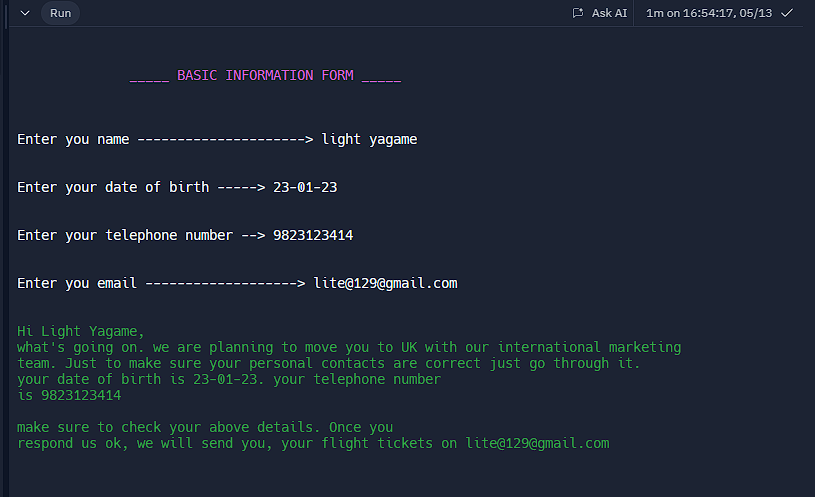 Run
Ask AI
1m on 16:54:17, 05/13
_____ BASIC INFORMATION FORM _____
Enter you name ---------------------> light yagame
Enter your date of birth -----> 23-01-23
Enter your telephone number --> 9823123414
Enter you email -------------------> lite@129@gmail.com
Hi Light Yagame,
what's going on. we are planning to move you to UK with our international marketing
team. Just to make sure your personal contacts are correct just go through it.
your date of birth is 23-01-23. your telephone number
is 9823123414
make sure to check your above details. Once you
respond us ok, we will send you, your flight tickets on lite@129@gmail.com